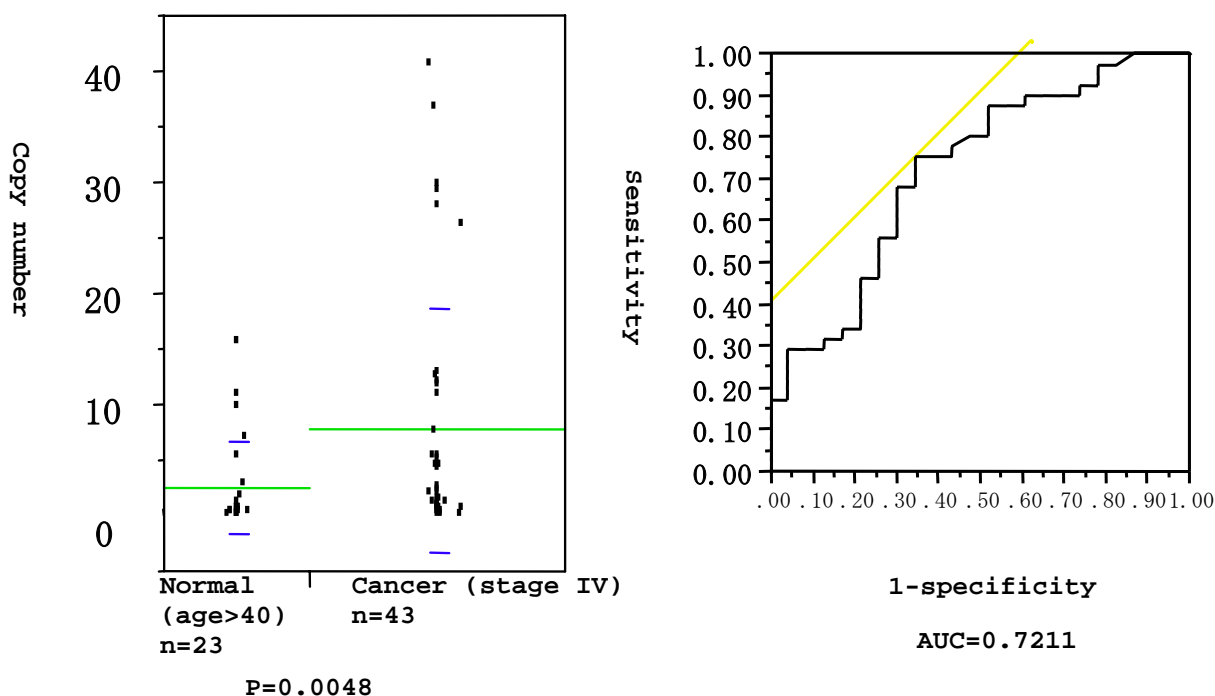 Copy number
40
30
20
10
0
Normal
(age>40)
n=23
Cancer (stage IV)
n=43
P=0.0048
Sensitivity
1.00
0.90
0.80
0.70
0.60
0.50
0.40
0.30
0.20
0.10
0.00
.00 .10 .20 .30 .40 .50 .60 .70 .80 .90 1.00
1-specificity
AUC=0.7211